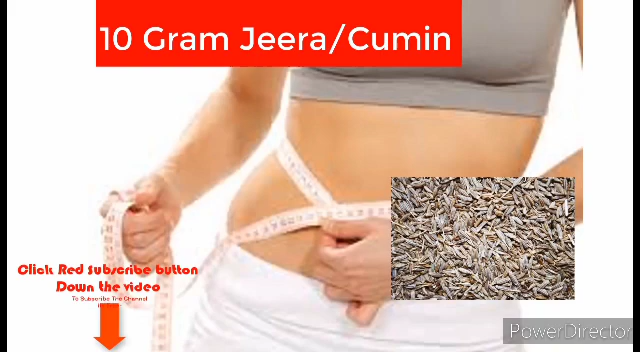 10 Gram Jeera/Cumin
Click Red Subscribe button
Down the video
To Subscribe The Channel
PowerDirector